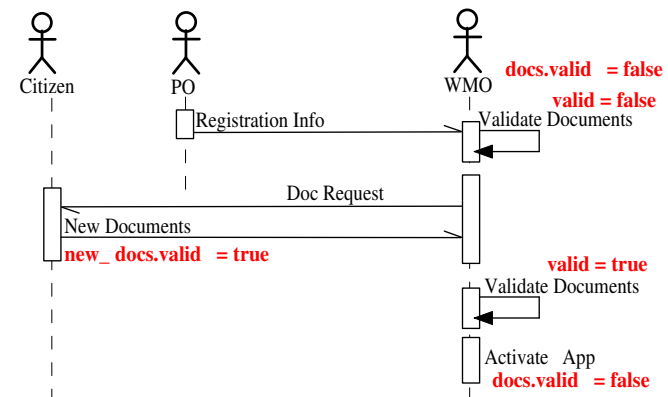 docs.valid = false
Citizen PO WMO
valid = false
Registration Info Validate Documents
Doc Request
New Documents
new_ docs.valid = true
valid = true
Validate Documents
Activate App
docs.valid = false